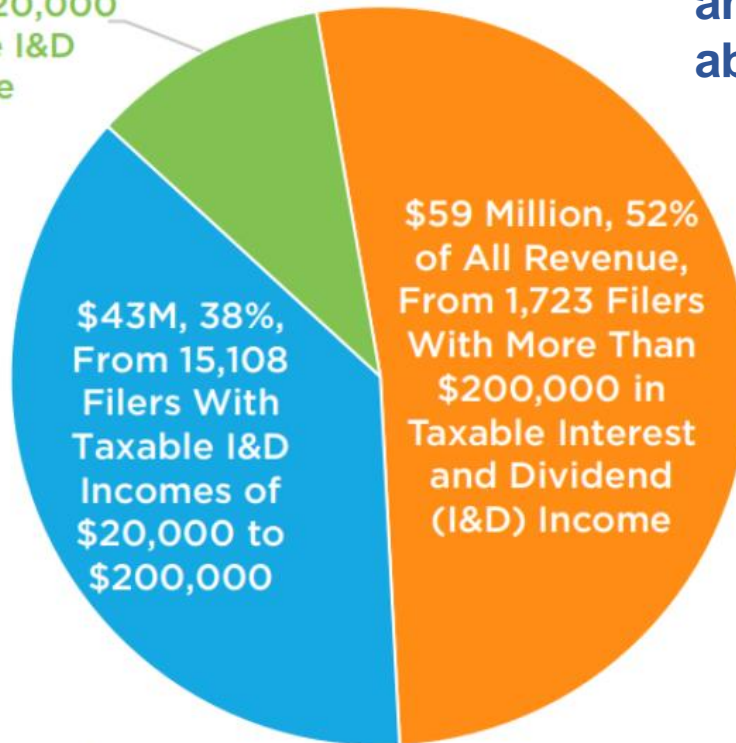 20,000
I&D
$59 Million, 52%
of All Revenue,
From 1,723 Filers
With More Than
$200,000 in
Taxable Interest
and Dividend
(I&D) Income
$43M, 38%,
From 15,108
Filers With
Taxable I&D
Incomes of
$20,000 to
$200,000